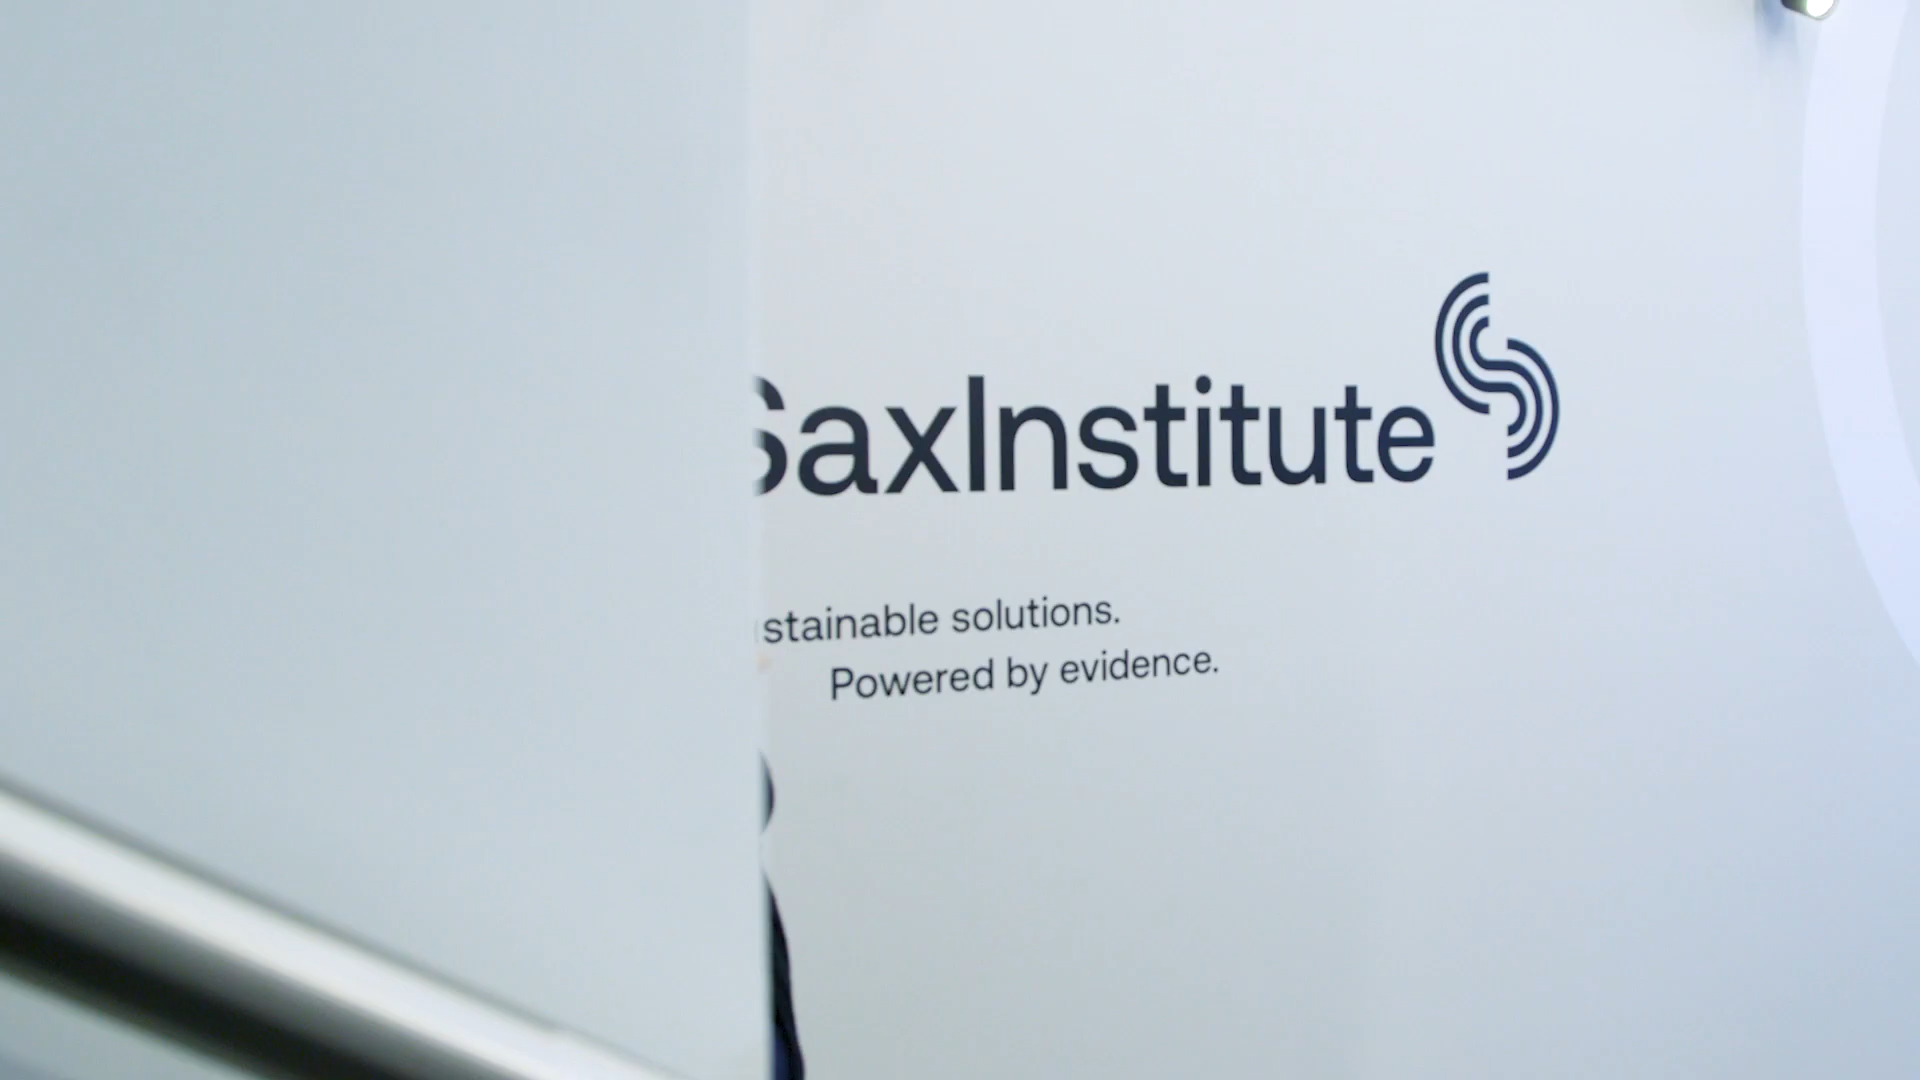 SaxInstitute
stainable solutions.
Powered by evidence.